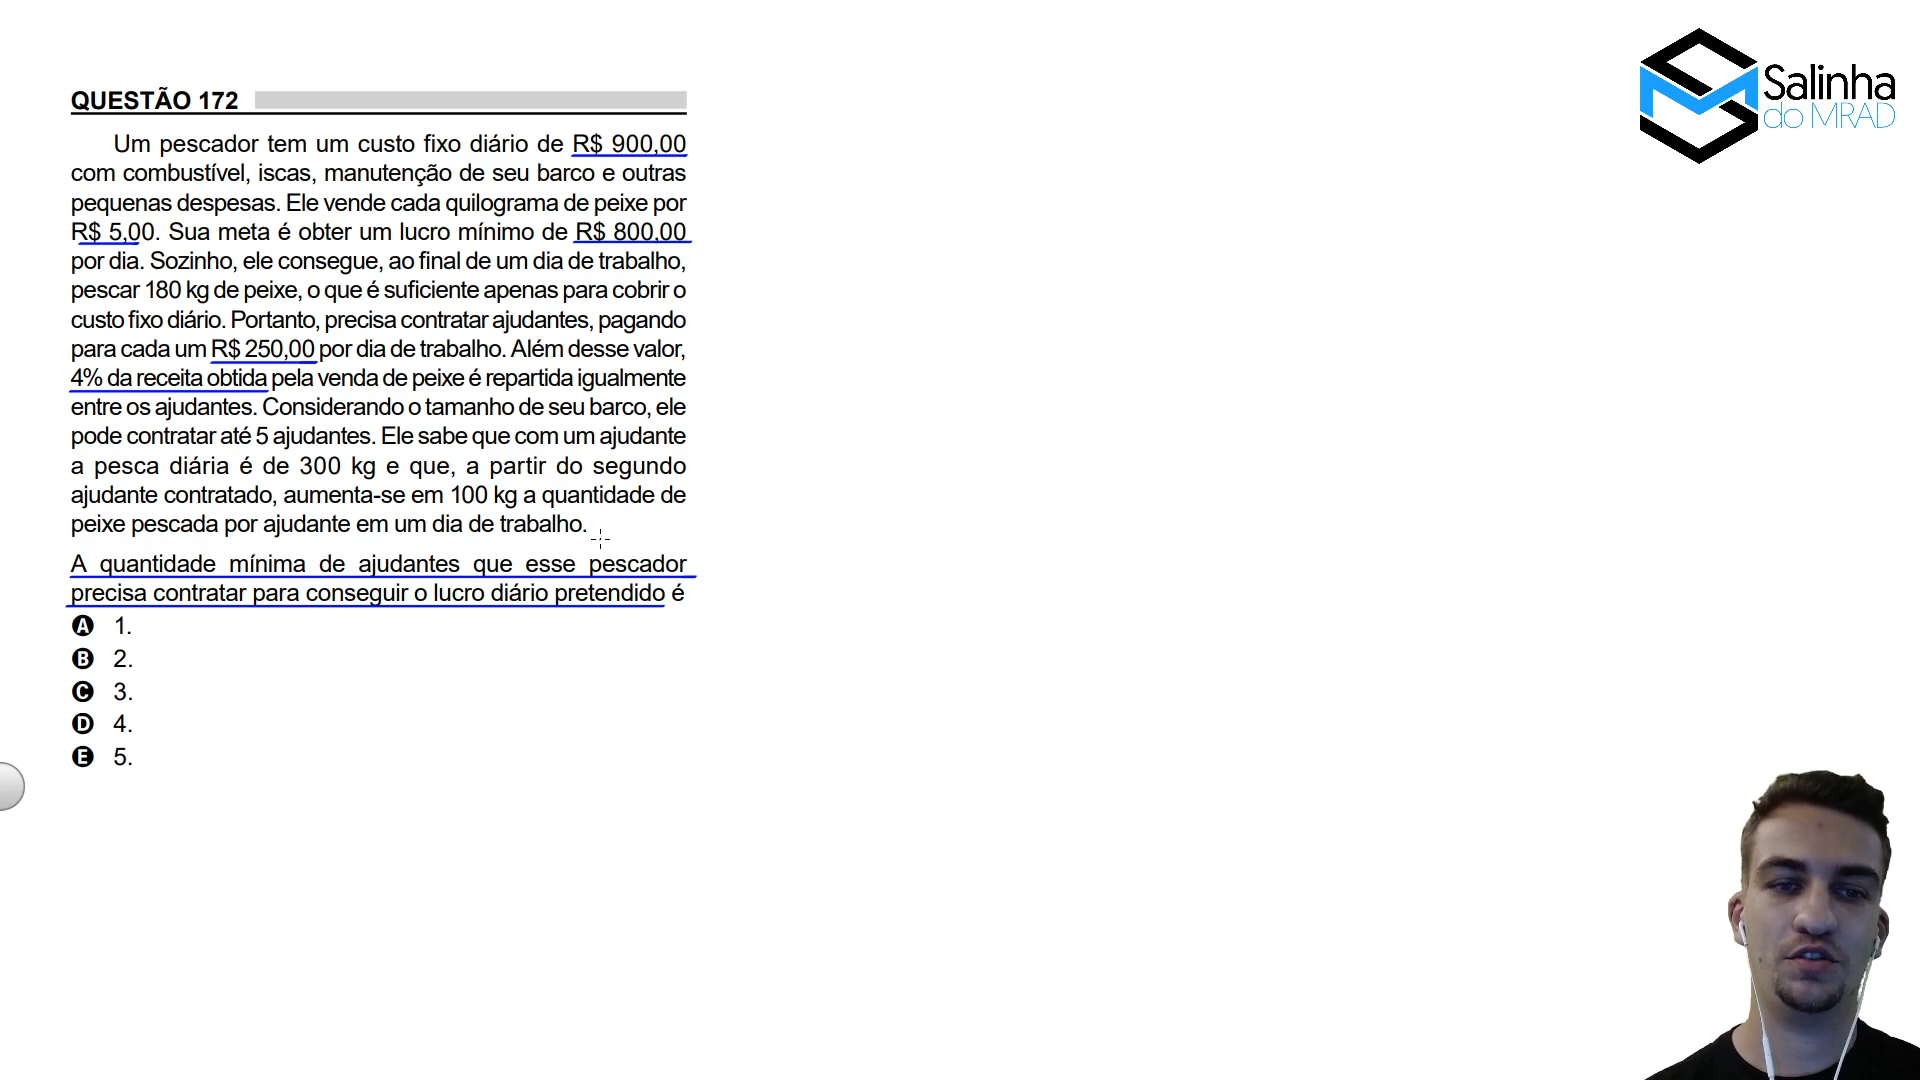 QUESTÃO 172
Um pescador tem um custo fixo diário de R$ 900,00
com combustível, iscas, manutenção de seu barco e outras
pequenas despesas. Ele vende cada quilograma de peixe por
R$ 5,00. Sua meta é obter um lucro mínimo de R$ 800,00
por dia. Sozinho, ele consegue, ao final de um dia de trabalho,
pescar 180 kg de peixe, o que é suficiente apenas para cobrir o
custo fixo diário. Portanto, precisa contratar ajudantes, pagando
para cada um R$ 250,00 por dia de trabalho. Além desse valor,
4% da receita obtida pela venda de peixe é repartida igualmente
entre os ajudantes. Considerando o tamanho de seu barco, ele
pode contratar até 5 ajudantes. Ele sabe que com um ajudante
a pesca diária é de 300 kg e que, a partir do segundo
ajudante contratado, aumenta-se em 100 kg a quantidade de
peixe pescada por ajudante em um dia de trabalho.
A quantidade mínima de ajudantes que esse pescador
precisa contratar para conseguir o lucro diário pretendido é
A 1.
B 2.
C 3.
D 4.
E 5.
Salinha
do MRAD